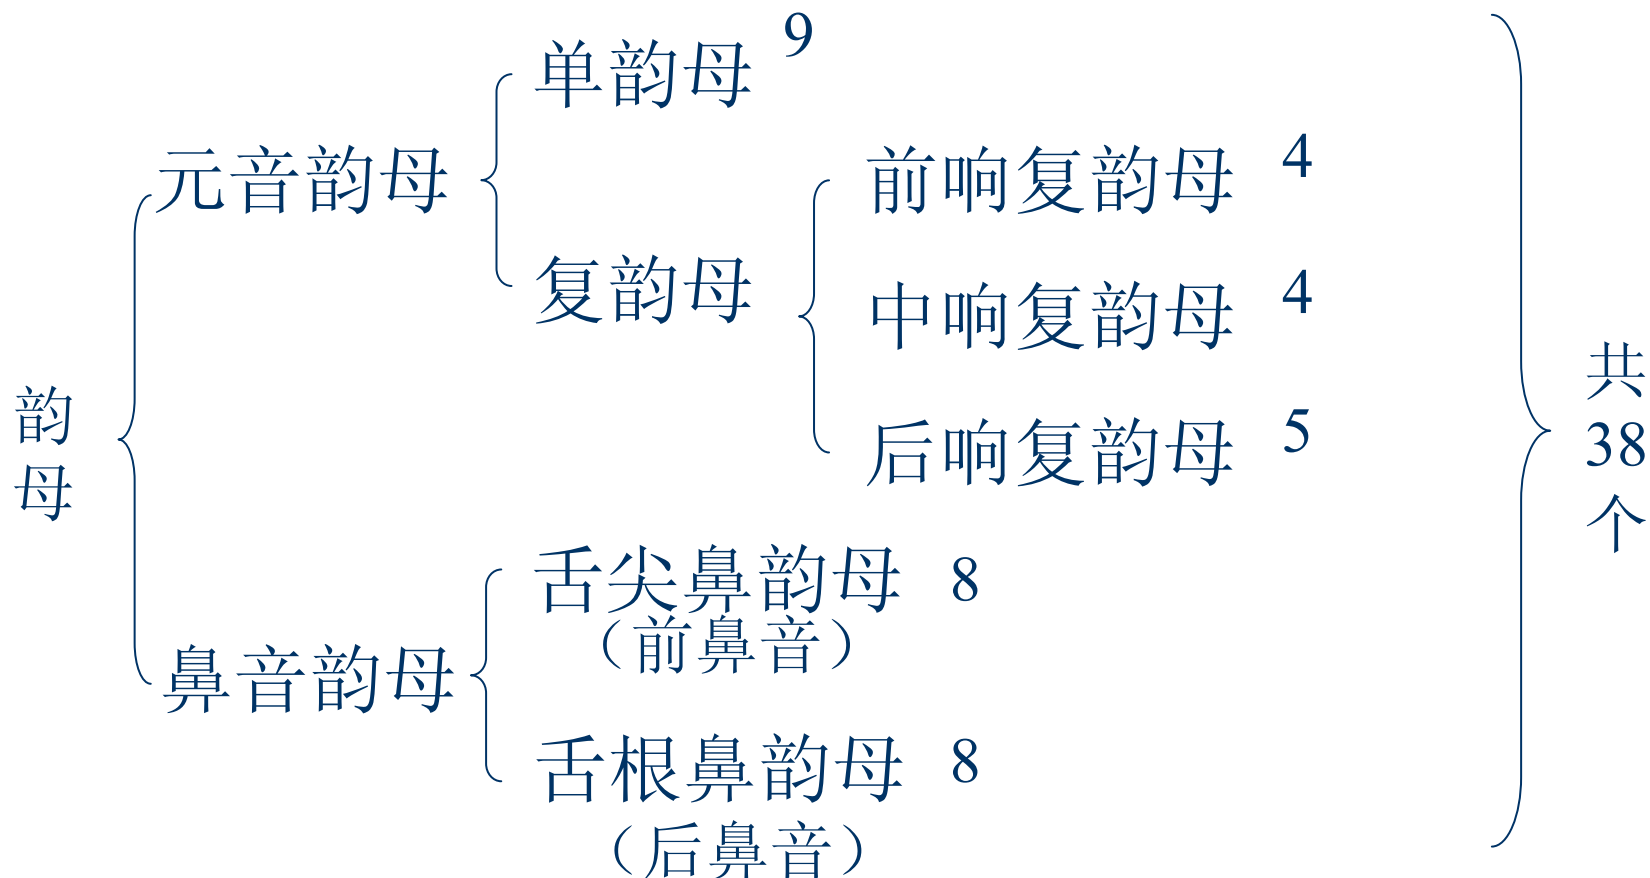 单韵母 9
元音韵母
前响复韵母 4
复韵母
中响复韵母 4
后响复韵母 5
韵母
共38个
舌尖鼻韵母 8
（前鼻音）
鼻音韵母
舌根鼻韵母 8
（后鼻音）